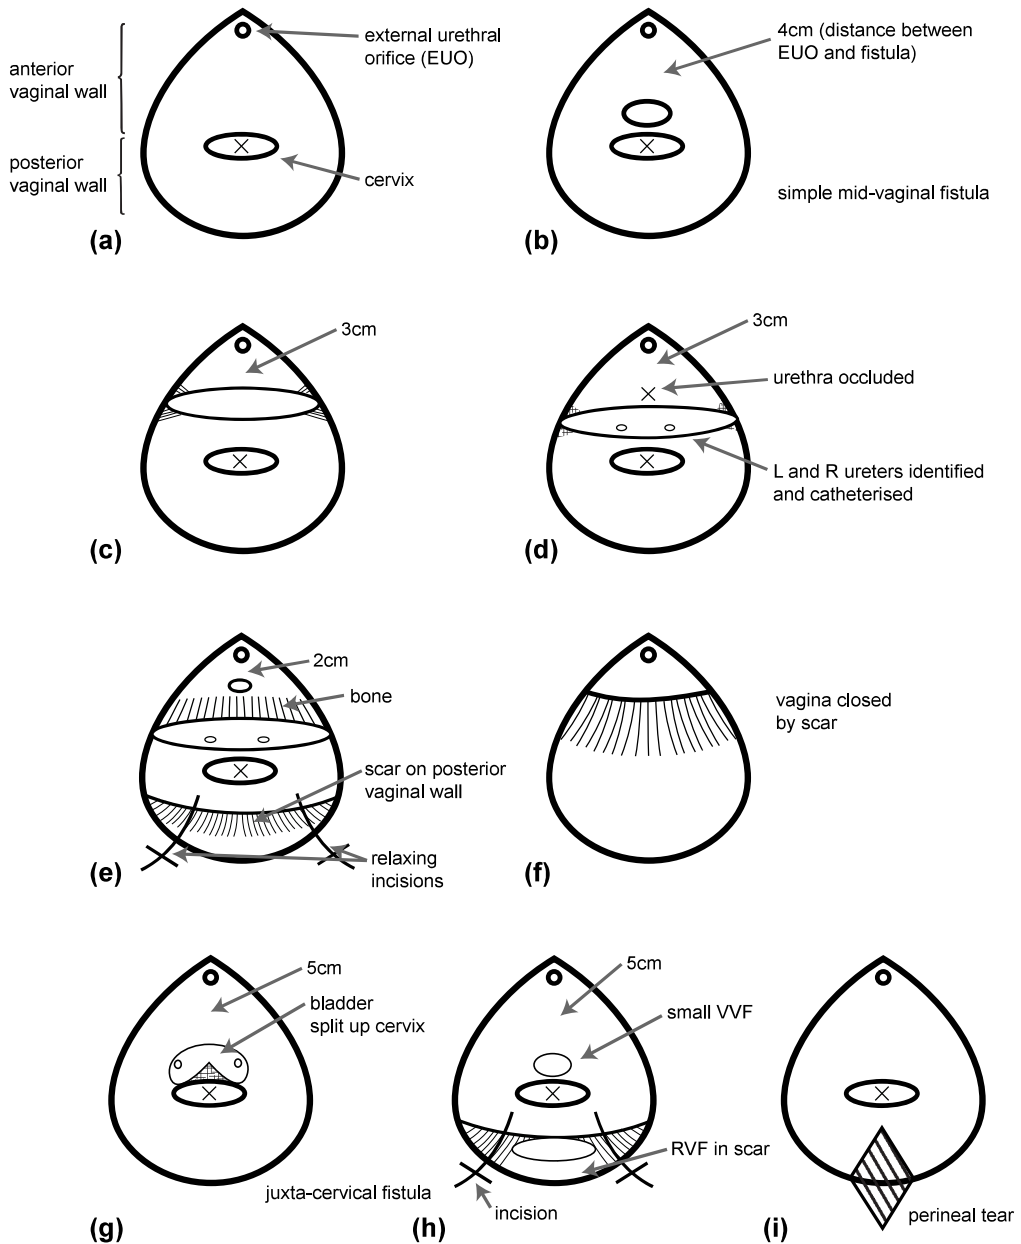 external urethral
orifice (EUO)
anterior
vaginal wall
posterior
vaginal wall
cervix
(a)
4cm (distance between
EUO and fistula)
simple mid-vaginal fistula
(b)
3cm
(c)
3cm
urethra occluded
L and R ureters identified
and catheterised
(d)
2cm
bone
scar on posterior
vaginal wall
relaxing
incisions
(e)
vagina closed
by scar
(f)
5cm
bladder
split up cervix
juxta-cervical fistula
(g)
5cm
small VVF
RVF in scar
incision
(h)
perineal tear
(i)